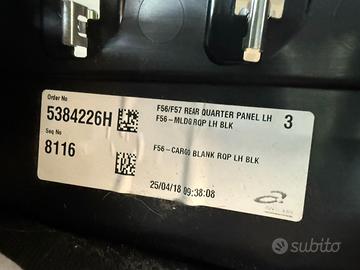 Order No
5384226H
Seq No
8116
F56/F57 REAR QUARTER PANEL LH
F56-MLDG RQP LH BLK
3
F56-CARGO BLANK RQP LH BLK
25/04/18 09:38:08
subito